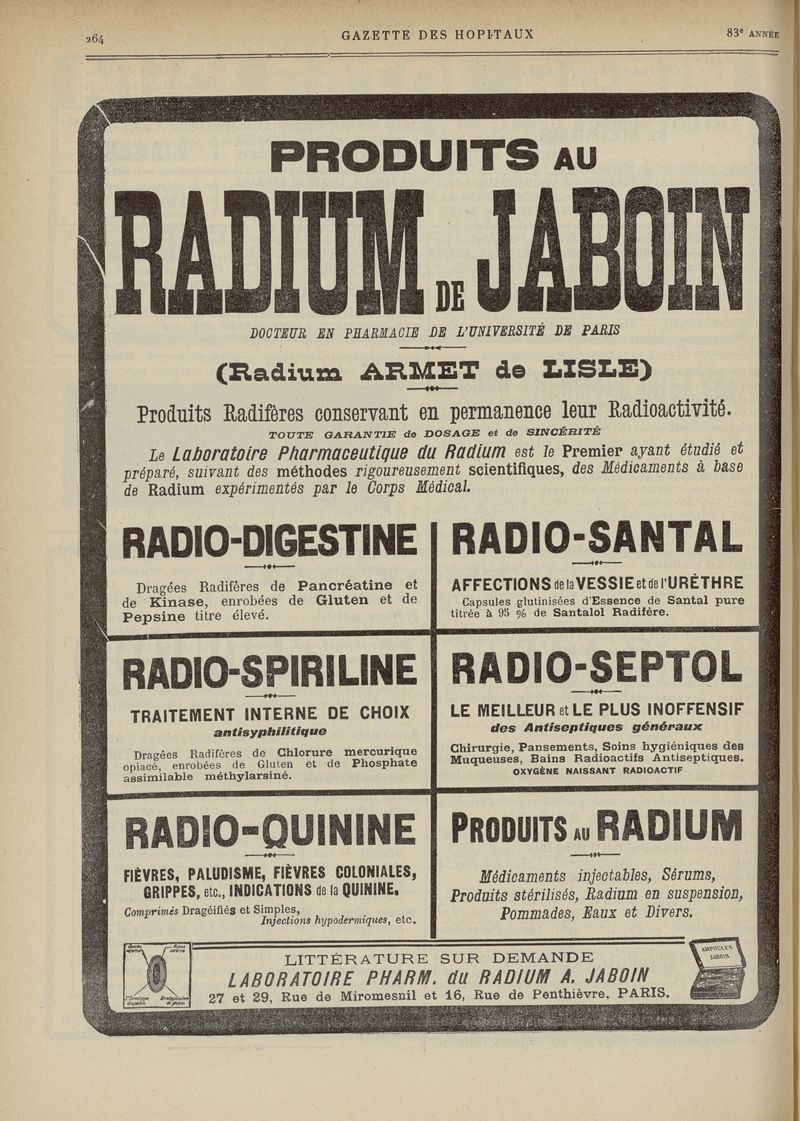 264
GAZETTE DES HOPITAUX
83e ANNÉE
PRODUITS AU
RADIUM DE JABOIN
DOCTEUR EN PHARMACIE DE L'UNIVERSITÉ DE PARIS
(Radium ARMET de LISLE)
Produits Radifères conservant en permanence leur Radioactivité.
TOUTE GARANTIE de DOSAGE et de SINCÉRITÉ
Le Laboratoire Pharmaceutique du Radium est le Premier ayant étudié et
préparé, suivant des méthodes rigoureusement scientifiques, des Médicaments à base
de Radium expérimentés par le Corps Médical.
RADIO-DIGESTINE
Dragées Radifères de Pancréatine et
de Kinase, enrobées de Gluten et de
Pepsine titre élevé.
RADIO-SANTAL
AFFECTIONS de la VESSIE et de l'URÈTHRE
Capsules glutinisées d'Essence de Santal pure
titrée à 95 % de Santalol Radifère.
RADIO-SPIRILINE
TRAITEMENT INTERNE DE CHOIX
antisyphilitique
Dragées Radifères de Chlorure mercurique
opiacé, enrobées de Gluten et de Phosphate
assimilable méthylarsiné.
RADIO-SEPTOL
LE MEILLEUR et LE PLUS INOFFENSIF
des Antiseptiques généraux
Chirurgie, Pansements, Soins hygiéniques des
Muqueuses, Bains Radioactifs Antiseptiques.
OXYGÈNE NAISSANT RADIOACTIF
RADIO-QUININE
FIÈVRES, PALUDISME, FIÈVRES COLONIALES,
GRIPPES, etc., INDICATIONS de la QUININE.
Comprimés Dragéifiés et Simples,
Injections hypodermiques, etc.
PRODUITS AU RADIUM
Médicaments injectables, Sérums,
Produits stérilisés, Radium en suspension,
Pommades, Eaux et Divers.
LITTÉRATURE SUR DEMANDE
LABORATOIRE PHARM. du RADIUM A. JABOIN
27 et 29, Rue de Miromesnil et 16, Rue de Penthièvre, PARIS.
AMPOULES
JABOIN